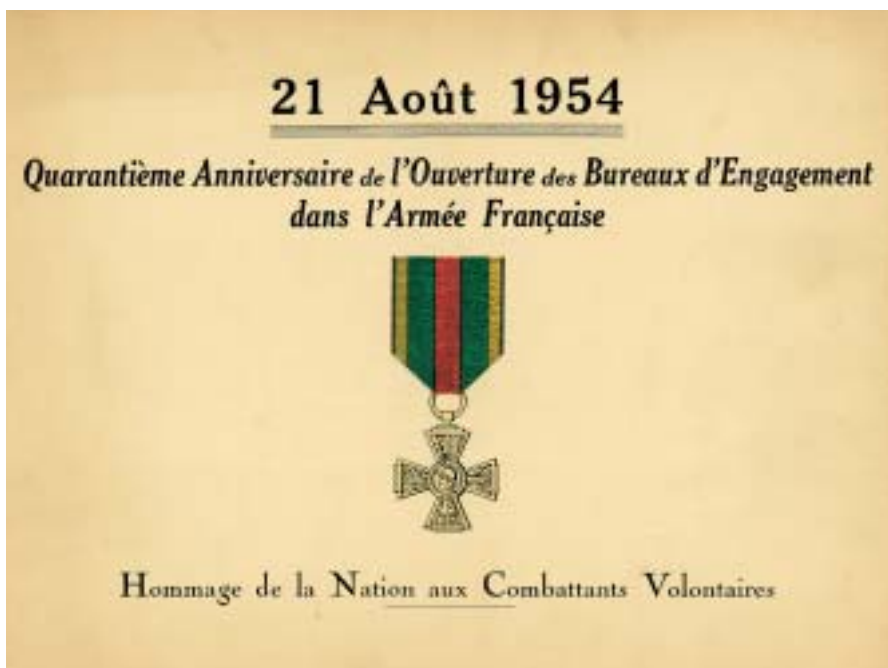 21 Août 1954
Quarantième Anniversaire de l'Ouverture des Bureaux d'Engagement
dans l'Armée Française
Hommage de la Nation aux Combattants Volontaires